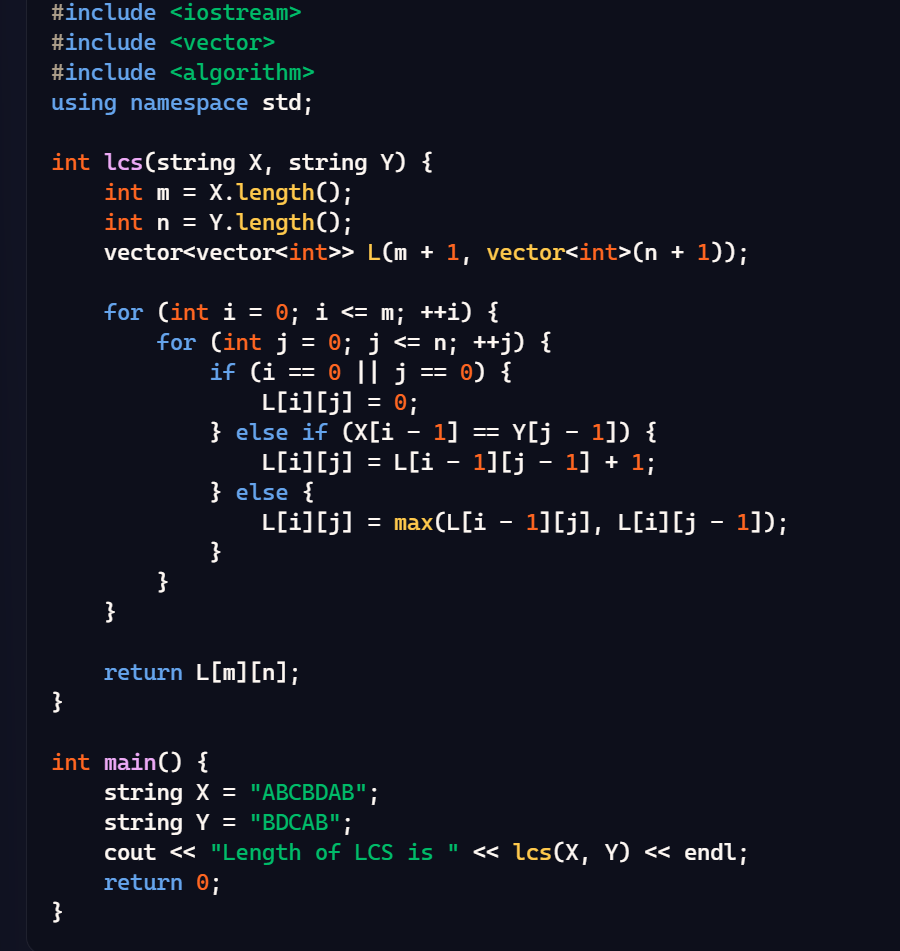 #include <iostream>
#include <vector>
#include <algorithm>
using namespace std;

int lcs(string X, string Y) {
    int m = X.length();
    int n = Y.length();
    vector<vector<int>> L(m + 1, vector<int>(n + 1));

    for (int i = 0; i <= m; ++i) {
        for (int j = 0; j <= n; ++j) {
            if (i == 0 || j == 0) {
                L[i][j] = 0;
            } else if (X[i - 1] == Y[j - 1]) {
                L[i][j] = L[i - 1][j - 1] + 1;
            } else {
                L[i][j] = max(L[i - 1][j], L[i][j - 1]);
            }
        }
    }

    return L[m][n];
}

int main() {
    string X = "ABCBDAB";
    string Y = "BDCAB";
    cout << "Length of LCS is " << lcs(X, Y) << endl;
    return 0;
}